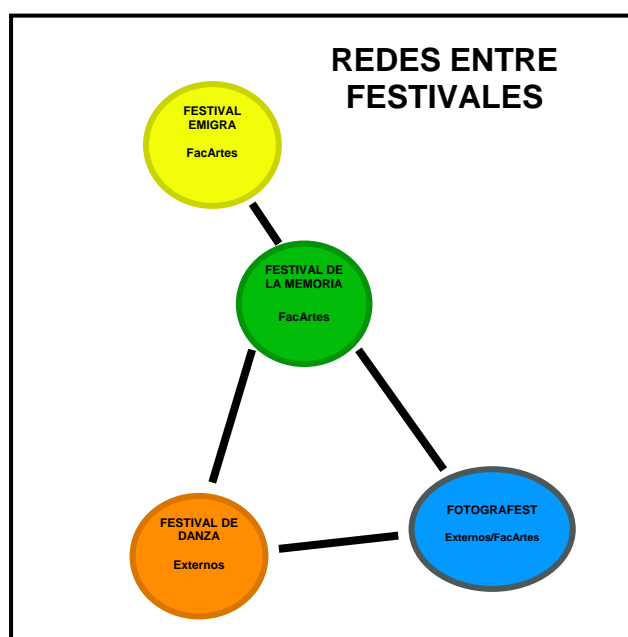 REDES ENTRE
FESTIVALES
FESTIVAL
EMIGRA
FacArtes
FESTIVAL DE
LA MEMORIA
FacArtes
FESTIVAL DE
DANZA
Externos
FOTOGRAFEST
Externos/FacArtes